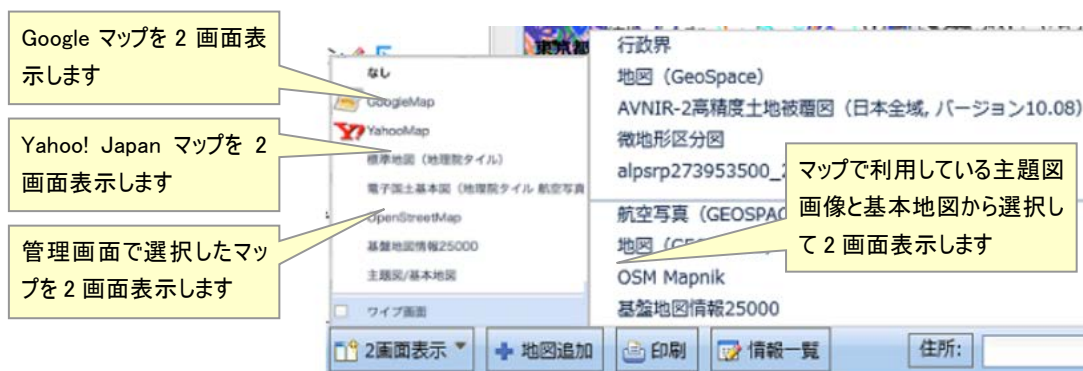 Google マップを 2 画面表
示します
Yahoo! Japan マップを 2
画面表示します
管理画面で選択したマッ
プを 2 画面表示します
東京都
なし
GoogleMap
YahooMap
標準地図（地理院タイル）
電子国土基本図（地理院タイル 航空写真
OpenStreetMap
基盤地図情報25000
主題図/基本地図
ワイプ画面
行政界
地図（GeoSpace）
AVNIR-2高精度土地被覆図（日本全域, バージョン10.08）
微地形区分図
alpsrp273953500_
航空写真（GEOSPAC
地図
OSM Mapnik
基盤地図情報25000
マップで利用している主題図
画像と基本地図から選択し
て 2 画面表示します
2画面表示
地図追加
印刷
情報一覧
住所: